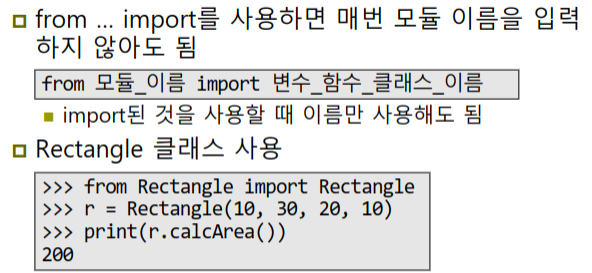 from ... import를 사용하면 매번 모듈 이름을 입력
하지 않아도 됨
from 모듈_이름 import 변수_함수_클래스_이름
import된 것을 사용할 때 이름만 사용해도 됨
Rectangle 클래스 사용
>>> from Rectangle import Rectangle
>>> r = Rectangle(10, 30, 20, 10)
>>> print(r.calcArea())
200